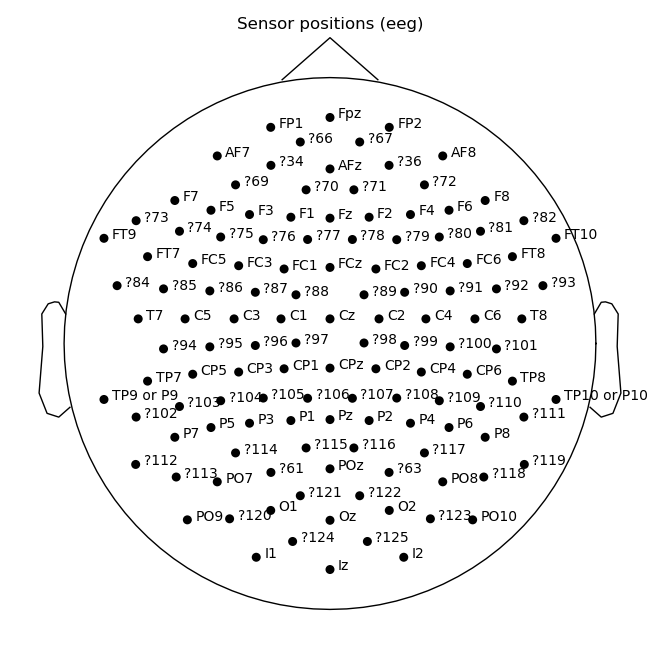 Sensor positions (eeg)
Fpz
FP1 FP2
?66 ?67
AF7 AF8
?34 AFz ?36
?69 ?70 ?71 ?72
F7 F8
F5 F3 F1 Fz F2 F4 F6
?73 ?82
?74 ?75 ?76 ?77 ?78 ?79 ?80 ?81
FT9 FT10
FT7 FT8
FC5 FC3 FC1 FCz FC2 FC4 FC6
?84 ?85 ?86 ?87 ?88 ?89 ?90 ?91 ?92 ?93
T7 C5 C3 C1 Cz C2 C4 C6 T8
?94 ?95 ?96 ?97 ?98 ?99 ?100 ?101
TP7 CP5 CP3 CP1 CPz CP2 CP4 CP6 TP8
TP9 or P9 TP10 or P10
?103 ?104 ?105 ?106 ?107 ?108 ?109 ?110
?102 ?111
P7 P5 P3 P1 Pz P2 P4 P6 P8
?114 ?115 ?116 ?117
?112 ?119
?113 PO7 ?61 POz ?63 PO8 ?118
?121 ?122
PO9 ?120 O1 Oz O2 ?123 PO10
?124 ?125
I1 Iz I2